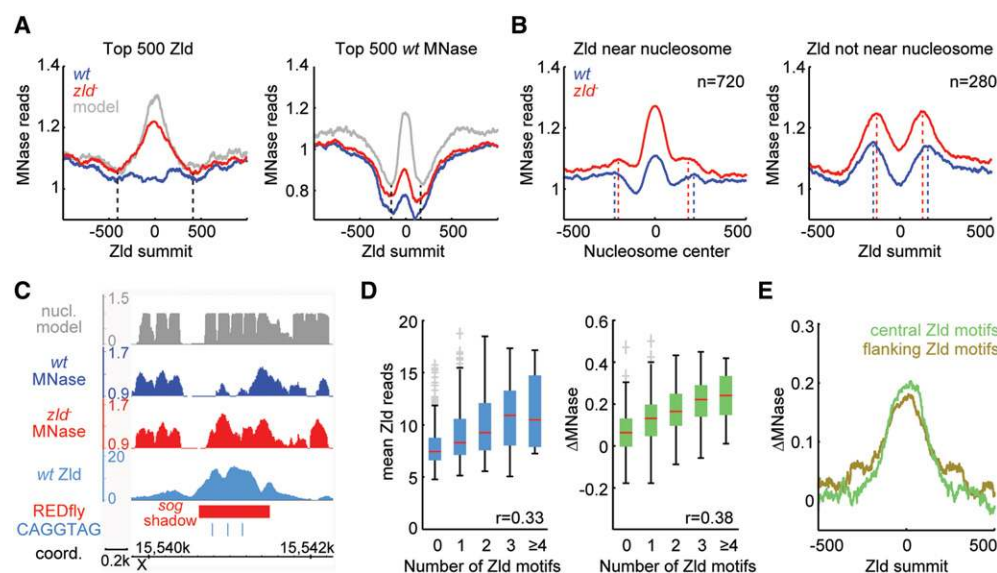 A
Top 500 Zld
MNase reads
1.4
1.2
1
wt
zld-
model
-500
0
500
Zld summit
Top 500 wt MNase
MNase reads
1.4
1.2
1
0.8
-500
0
500
Zld summit
B
Zld near nucleosome
MNase reads
1.4
1.2
1
wt
zld-
n=720
-500
0
500
Nucleosome center
Zld not near nucleosome
MNase reads
1.4
1.2
1
n=280
-500
0
500
Zld summit
C
nucl.
model
1.5
0
wt
MNase
1.7
0.9
zld-
MNase
1.7
0.9
wt Zld
20
0
REDfly
sog
shadow
CAGGTAG
coord.
0.2k
15,540k
15,542k
X
D
mean Zld reads
20
15
10
5
r=0.33
0 1 2 3 ≥4
Number of Zld motifs
ΔMNase
0.6
0.4
0.2
0
-0.2
r=0.38
0 1 2 3 ≥4
Number of Zld motifs
E
ΔMNase
0.3
0.2
0.1
0
central Zld motifs
flanking Zld motifs
-500
0
500
Zld summit